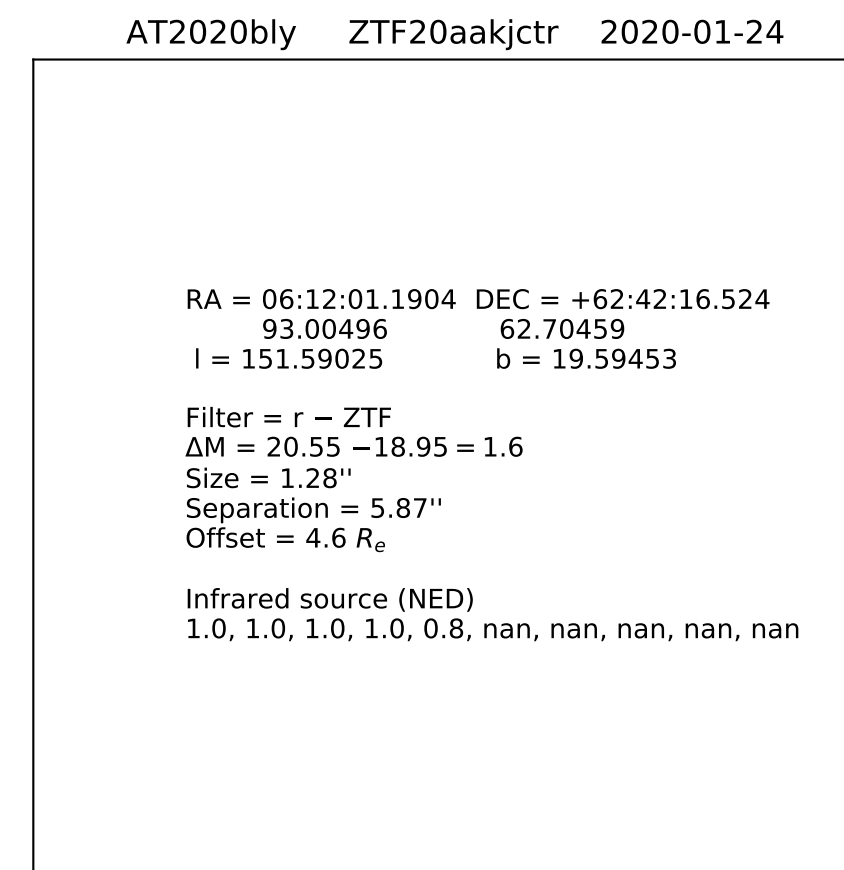 AT2020bly ZTF20aakjctr 2020-01-24
RA = 06:12:01.1904 DEC = +62:42:16.524
93.00496 62.70459
l = 151.59025 b = 19.59453
Filter = r − ZTF
ΔM = 20.55 −18.95 = 1.6
Size = 1.28''
Separation = 5.87''
Offset = 4.6 Re
Infrared source (NED)
1.0, 1.0, 1.0, 1.0, 0.8, nan, nan, nan, nan, nan